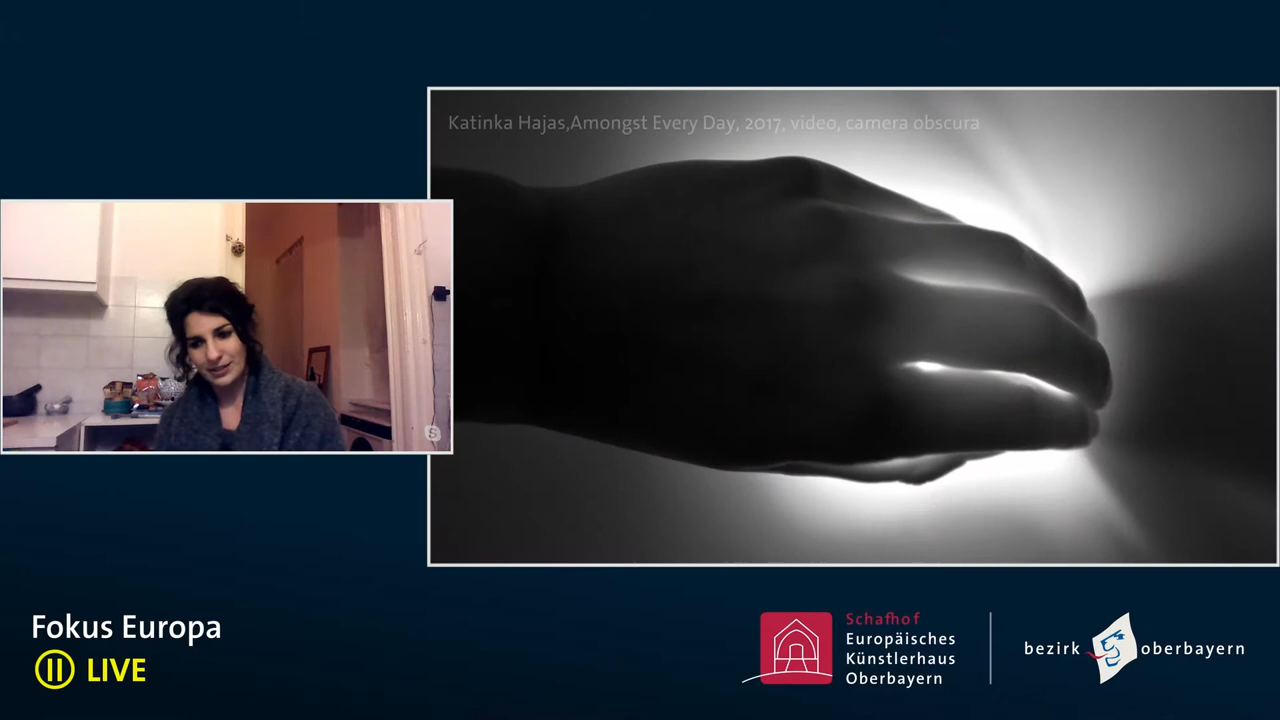 Katinka Hajas,Amongst Every Day, 2017, video, camera obscura
Fokus Europa
LIVE
Schafhof
Europäisches
Künstlerhaus
Oberbayern
bezirk oberbayern